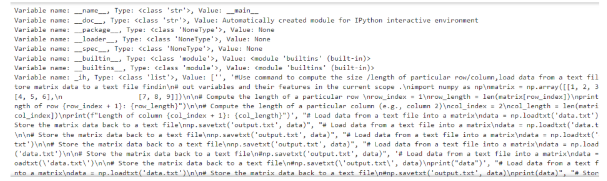 Variable name: __name__, Type: <class 'str'>, Value: __main__
Variable name: __doc__, Type: <class 'str'>, Value: Automatically created module for IPython interactive environment
Variable name: __package__, Type: <class 'NoneType'>, Value: None
Variable name: __loader__, Type: <class 'NoneType'>, Value: None
Variable name: __spec__, Type: <class 'NoneType'>, Value: None
Variable name: __builtin__, Type: <class 'module'>, Value: <module 'builtins' (built-in)>
Variable name: __builtins__, Type: <class 'module'>, Value: <module 'builtins' (built-in)>
Variable name: _ih, Type: <class 'list'>, Value: ['', '#Use command to compute the size /length of particular row/column,load data from a text fil
tore matrix data to a text file findin\n# out variables and their features in the current scope .\nimport numpy as np\nmatrix = np.array([[1, 2, 3
[4, 5, 6],\n                   [7, 8, 9]])\n\n# Compute the length of a particular row \nrow_index = 1\nrow_length = len(matrix[row_index])\nprint
ngth of row {row_index + 1}: {row_length}")\n\n# Compute the length of a particular column (e.g., column 2)\ncol_index = 2\ncol_length = len(matri
col_index])\nprint(f"Length of column {col_index + 1}: {col_length}")', "# Load data from a text file into a matrix\ndata = np.loadtxt('data.txt')
Store the matrix data back to a text file\nnp.savetxt('output.txt', data)", "# Load data from a text file into a matrix\ndata = np.loadtxt('data.t
\n\n# Store the matrix data back to a text file\nnp.savetxt('output.txt', data)", "# Load data from a text file into a matrix\ndata = np.loadtxt('
txt')\n\n# Store the matrix data back to a text file\nnp.savetxt('output.txt', data)", "# Load data from a text file into a matrix\ndata = np.load
('data.txt')\n\n# Store the matrix data back to a text file\n#np.savetxt('output.txt', data)", '# Load data from a text file into a matrix\ndata =
oadtxt(\'data.txt\')\n\n# Store the matrix data back to a text file\n#np.savetxt(\'output.txt\', data)\nprint("data")', "# Load data from a text f
nto a matrix\ndata = np.loadtxt('data.txt')\n\n# Store the matrix data back to a text file\n#np.savetxt('output.txt', data)\nprint(data)", "# Stor